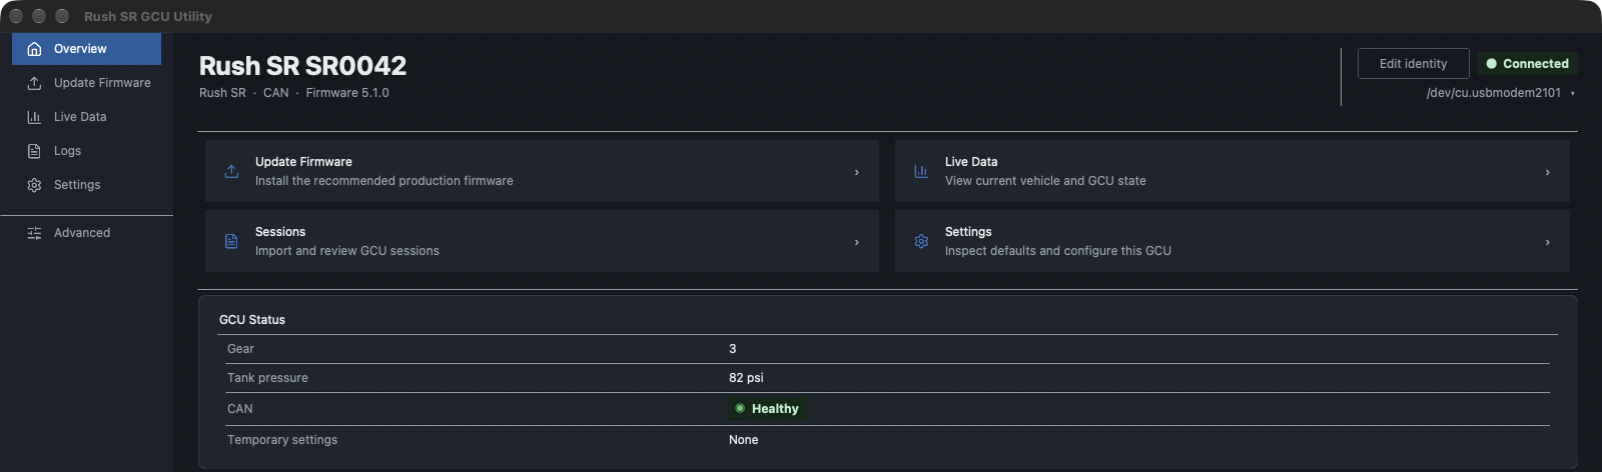 Rush SR GCU Utility
Overview
Update Firmware
Live Data
Logs
Settings
Advanced
Rush SR SR0042
Rush SR · CAN · Firmware 5.1.0
Edit identity
Connected
/dev/cu.usbmodem2101
Update Firmware
Install the recommended production firmware
Live Data
View current vehicle and GCU state
Sessions
Import and review GCU sessions
Settings
Inspect defaults and configure this GCU
GCU Status
Gear 3
Tank pressure 82 psi
CAN Healthy
Temporary settings None